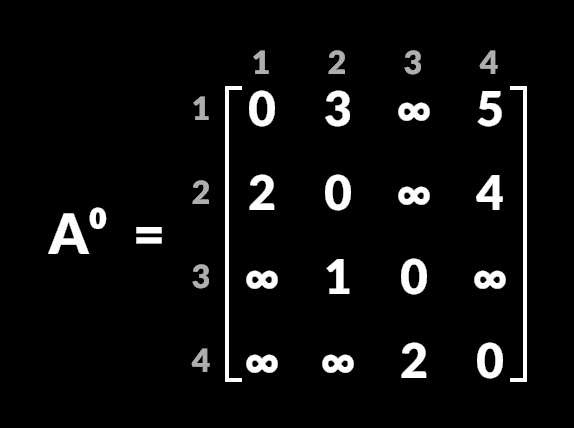 1 2 3 4
1 0 3 ∞ 5
2 2 0 ∞ 4
A⁰ =
3 ∞ 1 0 ∞
4 ∞ ∞ 2 0